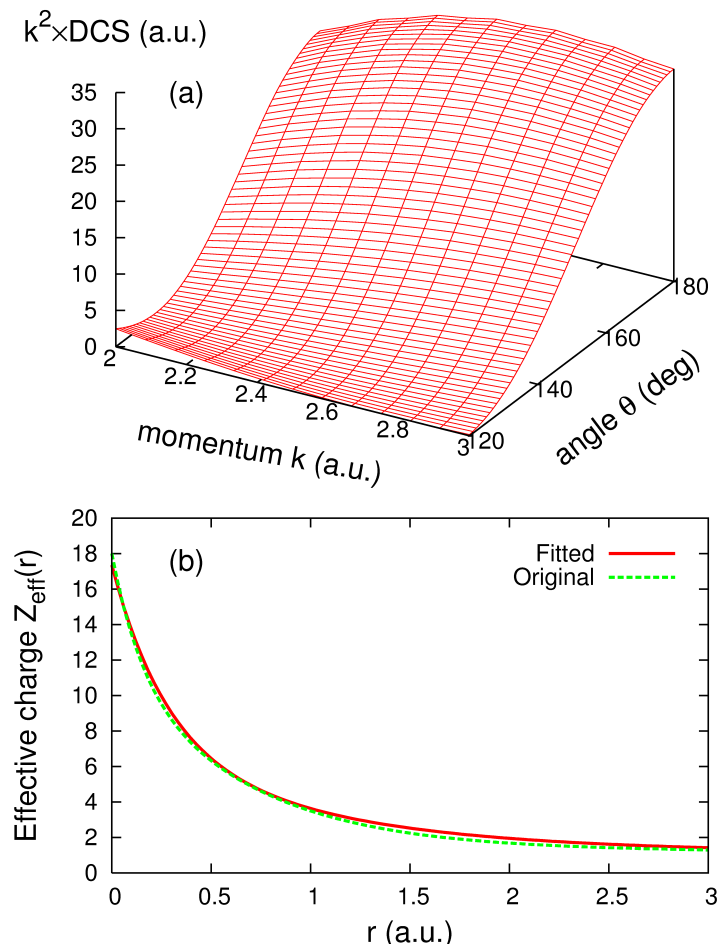 k²×DCS (a.u.)
(a)
35
30
25
20
15
10
5
0
2
2.2
2.4
2.6
2.8
3
120
140
160
180
momentum k (a.u.)
angle θ (deg)
(b)
Fitted
Original
20
18
16
14
12
10
8
6
4
2
0
Effective charge Z_eff(r)
0 0.5 1 1.5 2 2.5 3
r (a.u.)